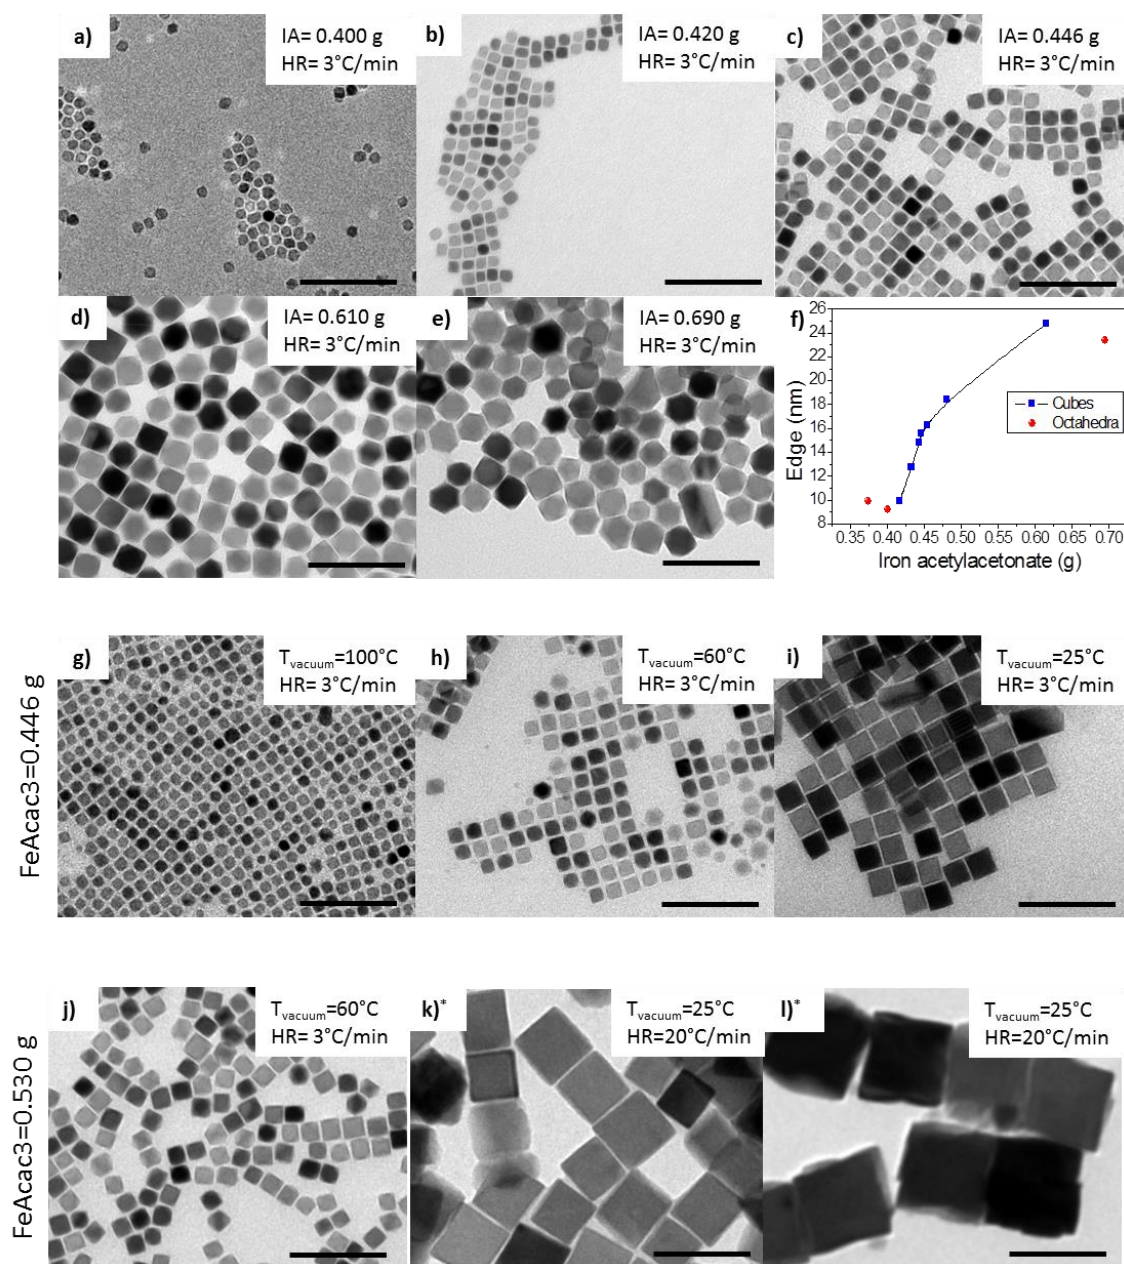 a)
IA= 0.400 g
HR= 3°C/min
b)
IA= 0.420 g
HR= 3°C/min
c)
IA= 0.446 g
HR= 3°C/min
d)
IA= 0.610 g
HR= 3°C/min
e)
IA= 0.690 g
HR= 3°C/min
f)
26
24
22
20
18
16
14
12
10
8
Edge (nm)
Cubes
Octahedra
0.35 0.40 0.45 0.50 0.55 0.60 0.65 0.70
Iron acetylacetonate (g)
FeAcac3=0.446 g
g)
Tvacuum=100°C
HR= 3°C/min
h)
Tvacuum=60°C
HR= 3°C/min
i)
Tvacuum=25°C
HR= 3°C/min
FeAcac3=0.530 g
j)
Tvacuum=60°C
HR= 3°C/min
k)*
Tvacuum=25°C
HR=20°C/min
l)*
Tvacuum=25°C
HR=20°C/min